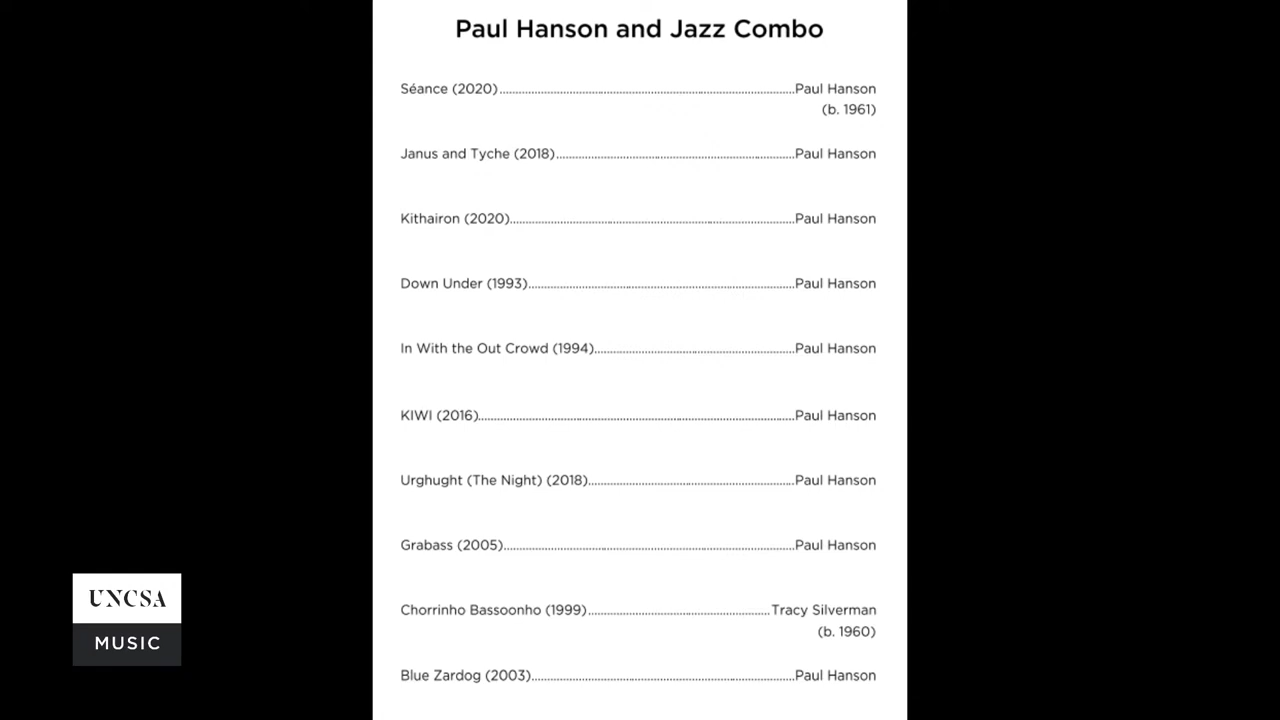 Paul Hanson and Jazz Combo
Séance (2020)..........Paul Hanson
(b. 1961)
Janus and Tyche (2018)..........Paul Hanson
Kithairon (2020)..........Paul Hanson
Down Under (1993)..........Paul Hanson
In With the Out Crowd (1994)..........Paul Hanson
KIWI (2016)..........Paul Hanson
Urghught (The Night) (2018)..........Paul Hanson
Grabass (2005)..........Paul Hanson
Chorrinho Bassoonho (1999)..........Tracy Silverman
(b. 1960)
Blue Zardog (2003)..........Paul Hanson
UNCSA
MUSIC